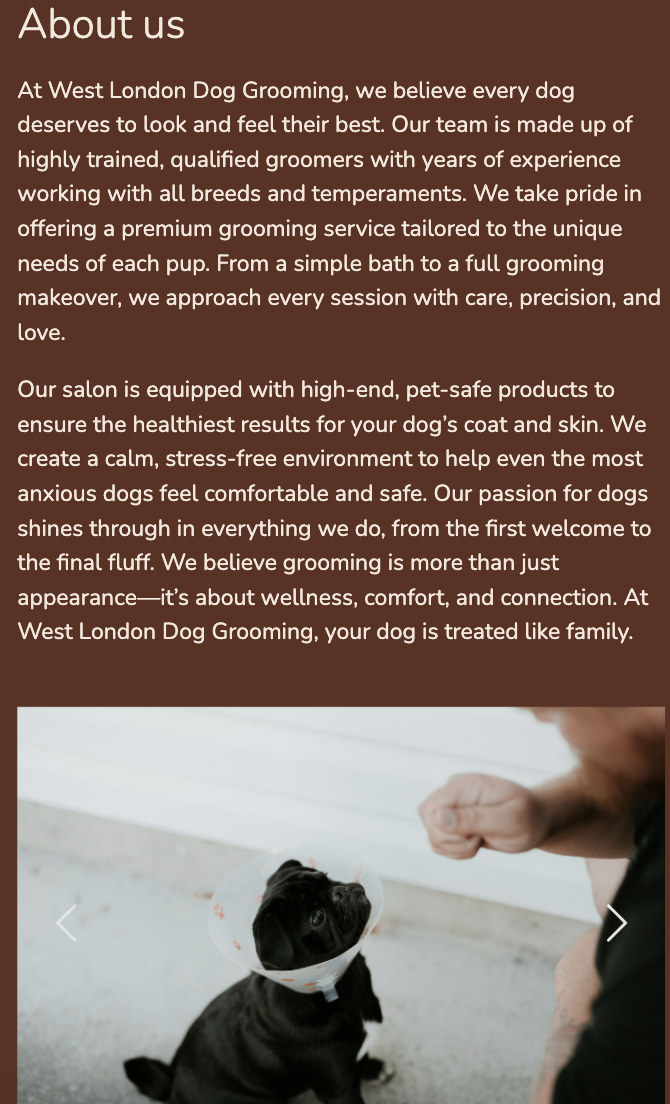 About us
At West London Dog Grooming, we believe every dog
deserves to look and feel their best. Our team is made up of
highly trained, qualified groomers with years of experience
working with all breeds and temperaments. We take pride in
offering a premium grooming service tailored to the unique
needs of each pup. From a simple bath to a full grooming
makeover, we approach every session with care, precision, and
love.
Our salon is equipped with high-end, pet-safe products to
ensure the healthiest results for your dog’s coat and skin. We
create a calm, stress-free environment to help even the most
anxious dogs feel comfortable and safe. Our passion for dogs
shines through in everything we do, from the first welcome to
the final fluff. We believe grooming is more than just
appearance—it’s about wellness, comfort, and connection. At
West London Dog Grooming, your dog is treated like family.